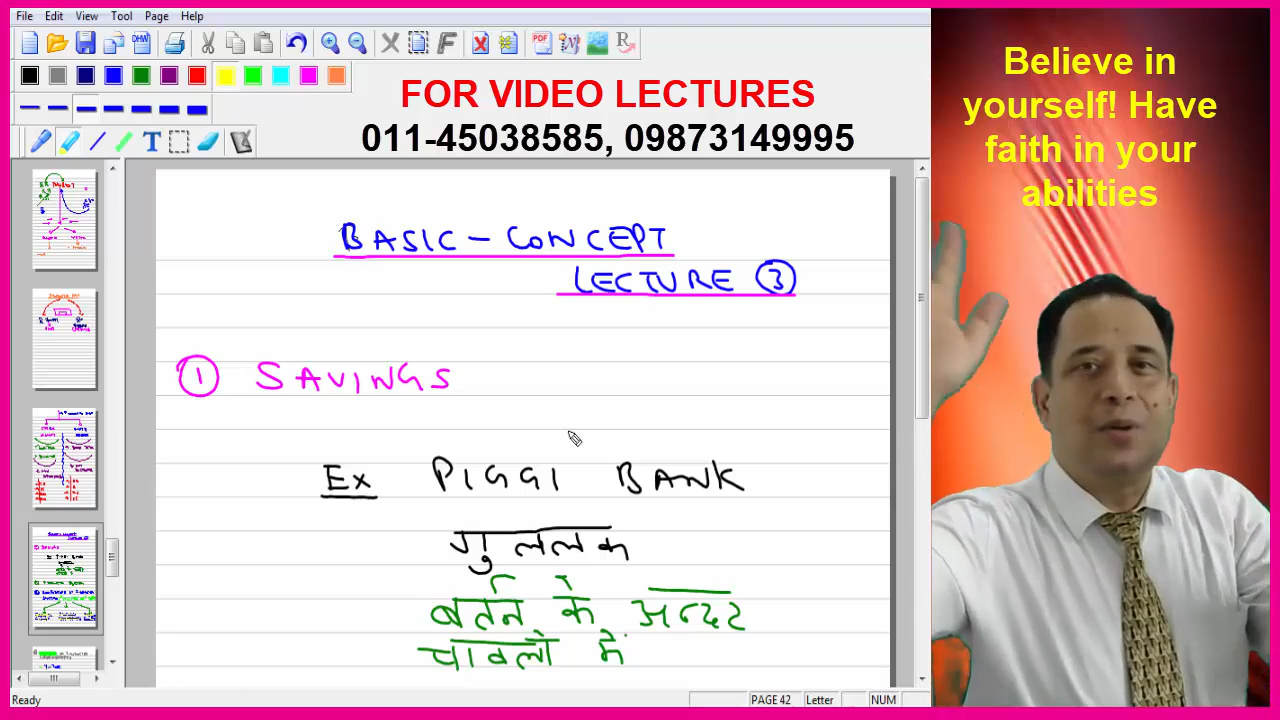 File Edit View Tool Page Help
FOR VIDEO LECTURES
011-45038585, 09873149995
BASIC - CONCEPT
LECTURE 3
1 SAVINGS
Ex PIGGI BANK
गुललक
बर्तन के अन्दर
चावलों में
Ready
PAGE 42 Letter NUM
Believe in
yourself! Have
faith in your
abilities